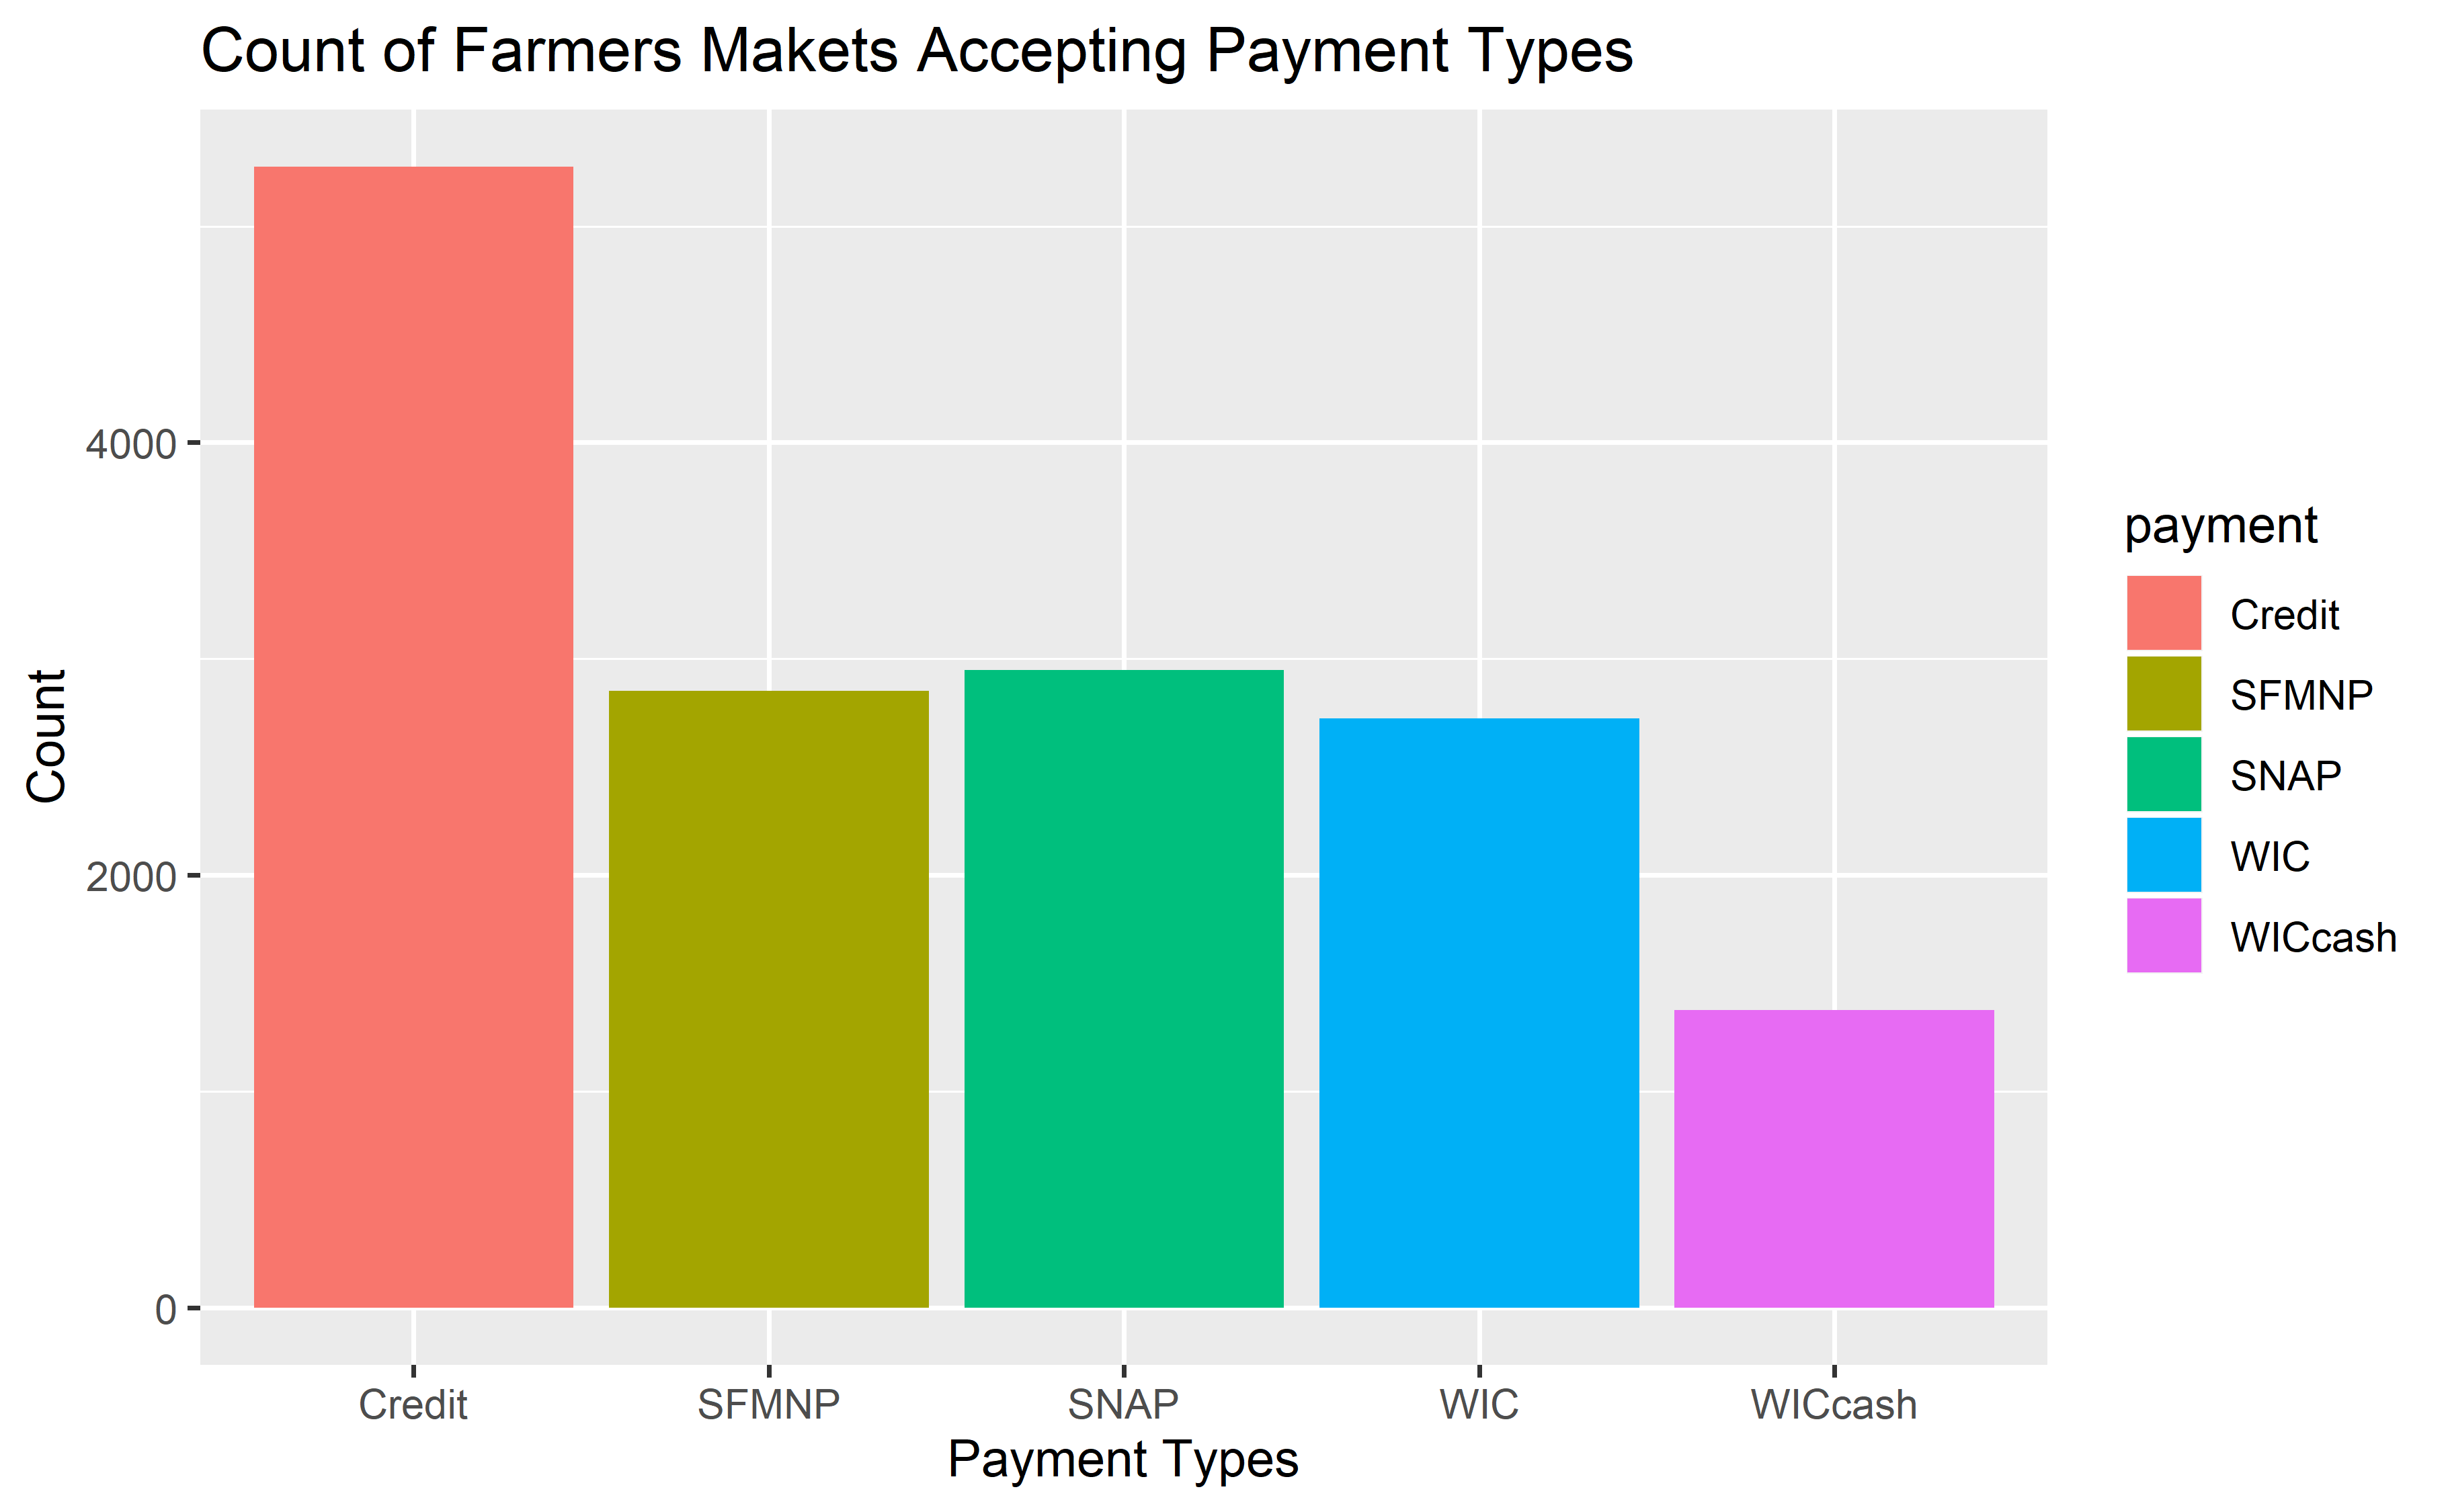 Count of Farmers Makets Accepting Payment Types
Count
4000
2000
0
Credit
SFMNP
SNAP
WIC
WICcash
Payment Types
payment
Credit
SFMNP
SNAP
WIC
WICcash